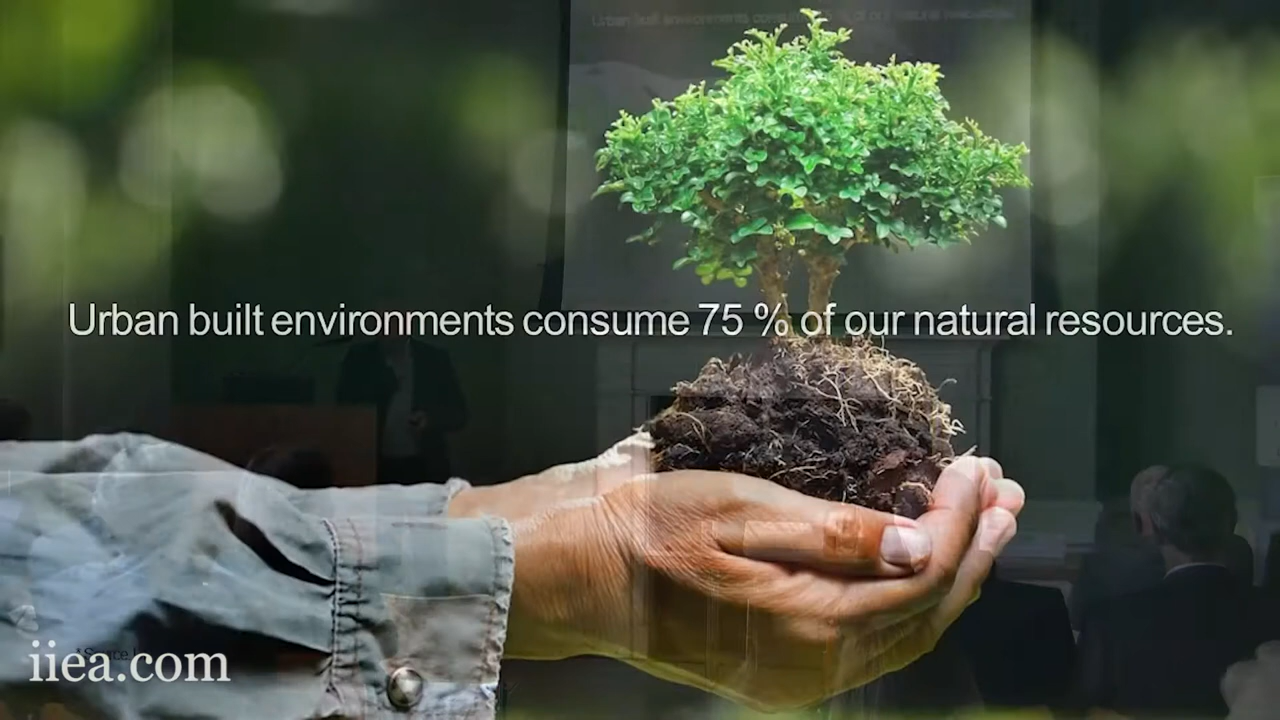 Urban built environments consume 75 % of our natural resources.
iiea.com